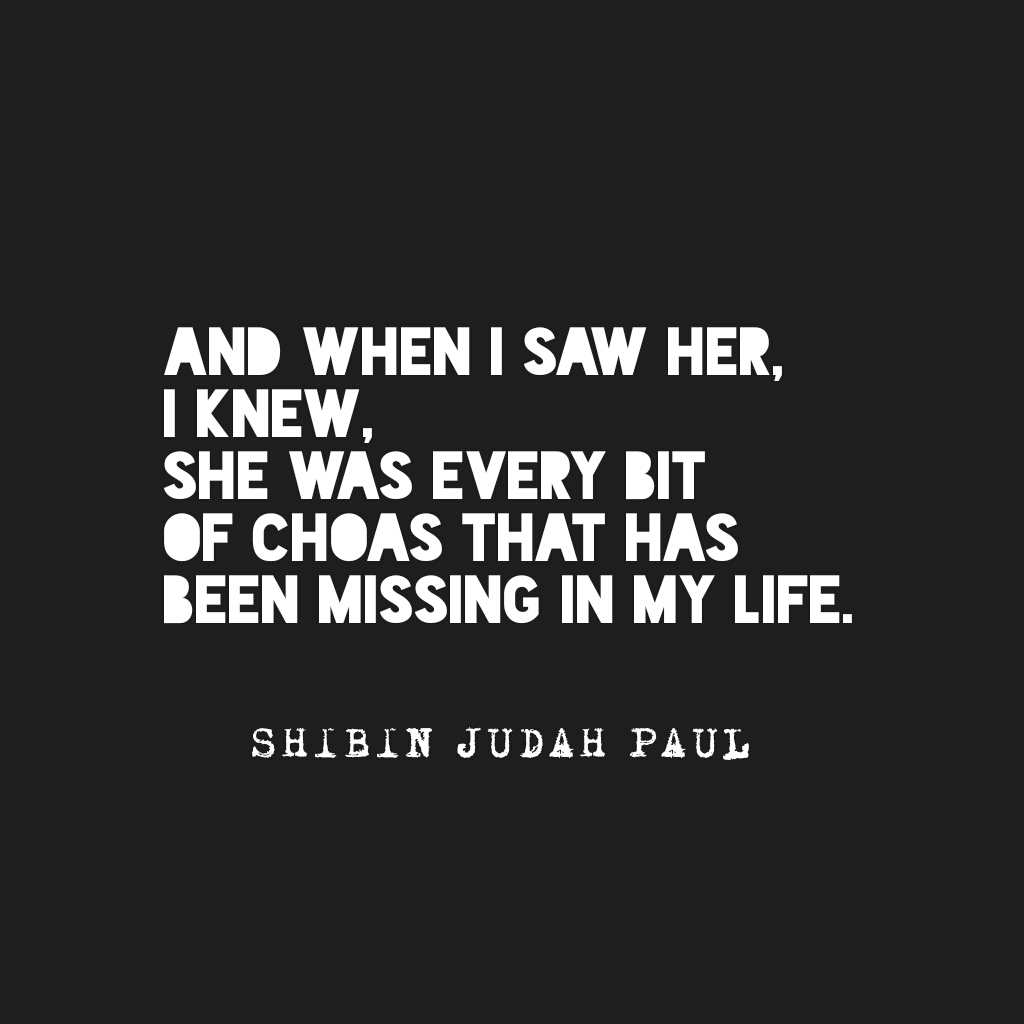 AND WHEN I SAW HER,
I KNEW,
SHE WAS EVERY BIT
OF CHOAS THAT HAS
BEEN MISSING IN MY LIFE.
SHIBIN JUDAH PAUL